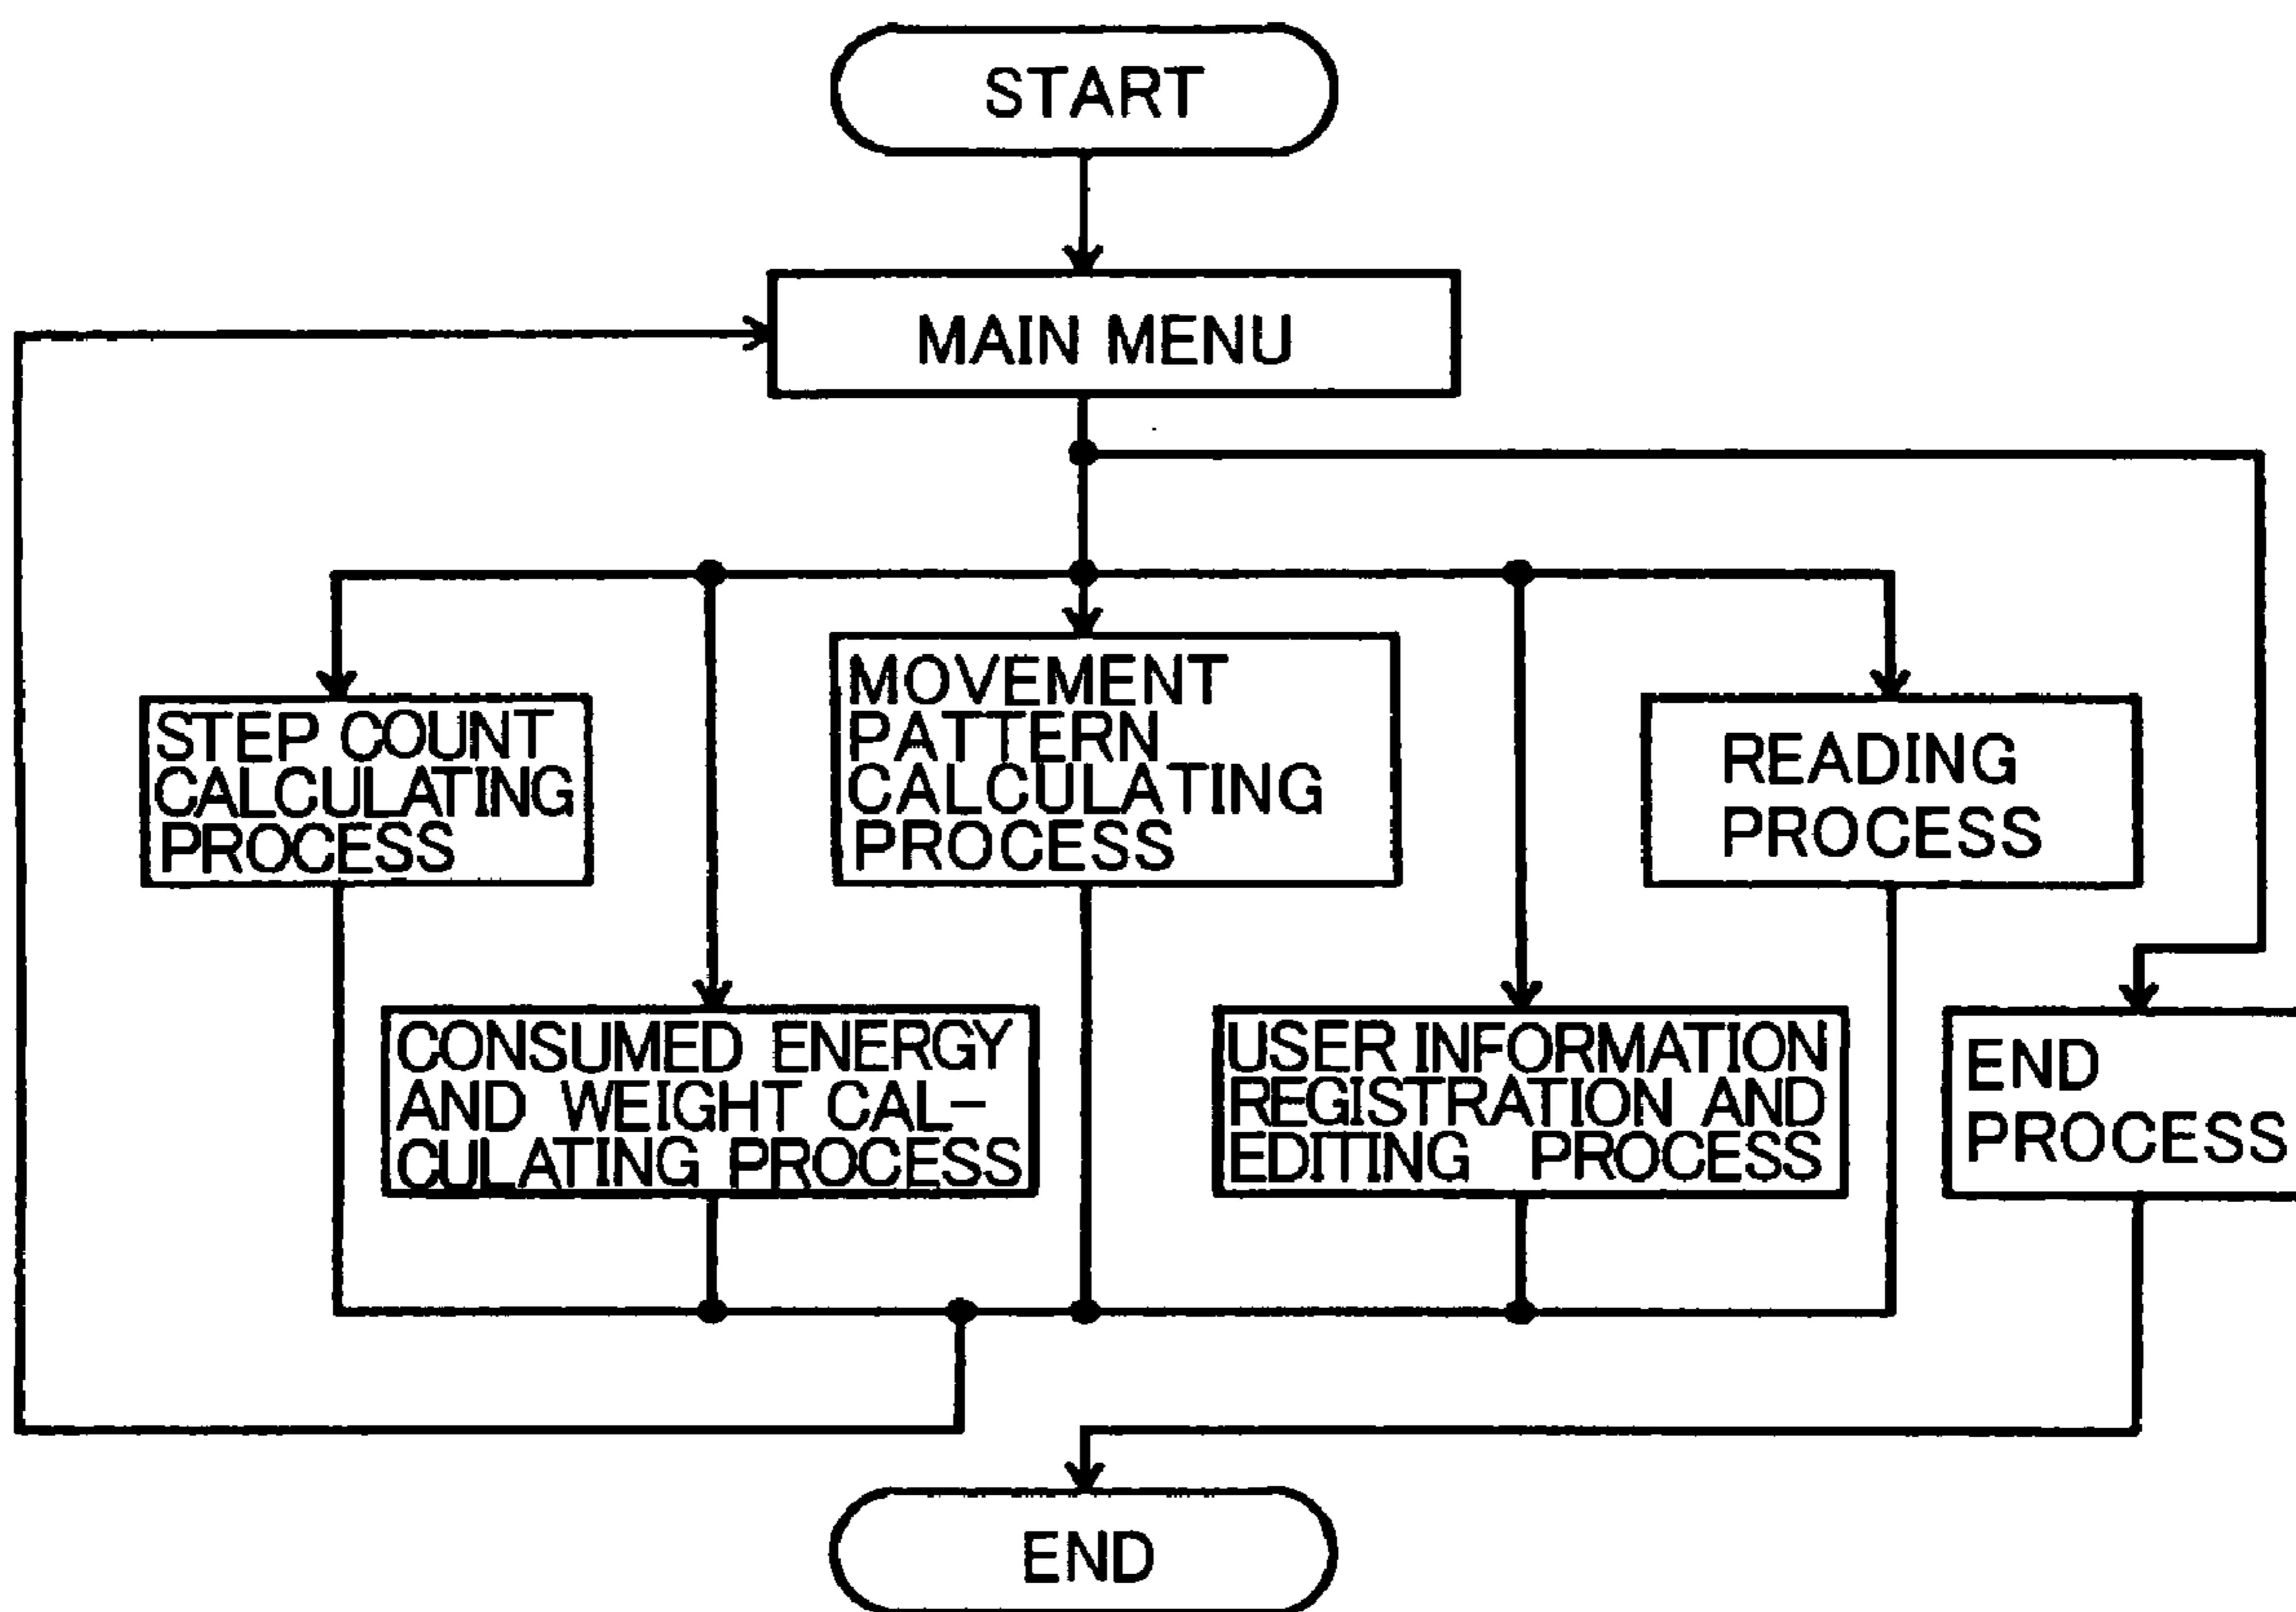 START
MAIN MENU
STEP COUNT
CALCULATING
PROCESS
MOVEMENT
PATTERN
CALCULATING
PROCESS
READING
PROCESS
CONSUMED ENERGY
AND WEIGHT CAL-
CULATING PROCESS
USER INFORMATION
REGISTRATION AND
EDITING PROCESS
END
PROCESS
END